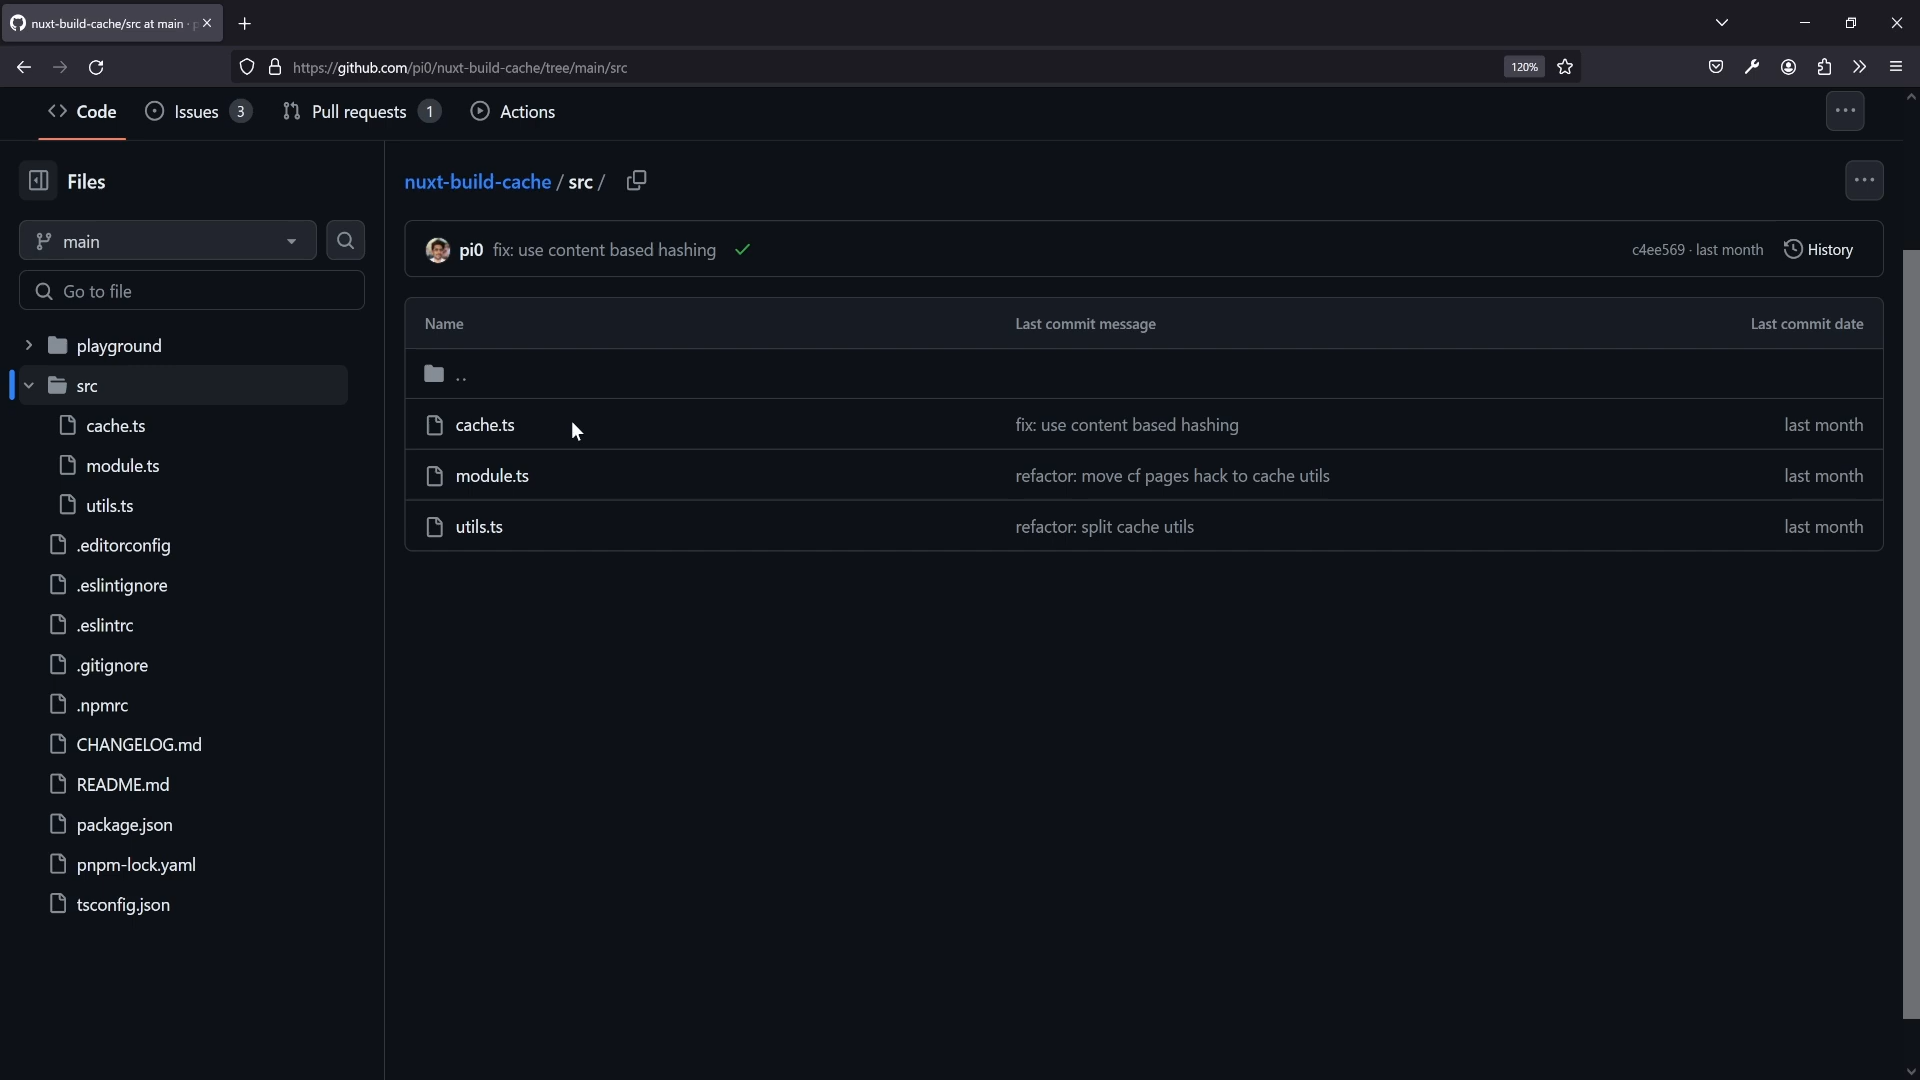 nuxt-build-cache/src at main ·
https://github.com/pi0/nuxt-build-cache/tree/main/src
120%
Code
Issues 3
Pull requests 1
Actions
Files
nuxt-build-cache / src /
main
pi0 fix: use content based hashing
c4ee569 · last month
History
Go to file
Name Last commit message Last commit date
playground
..
src
cache.ts
cache.ts fix: use content based hashing last month
module.ts
module.ts refactor: move cf pages hack to cache utils last month
utils.ts
utils.ts refactor: split cache utils last month
.editorconfig
.eslintignore
.eslintrc
.gitignore
.npmrc
CHANGELOG.md
README.md
package.json
pnpm-lock.yaml
tsconfig.json